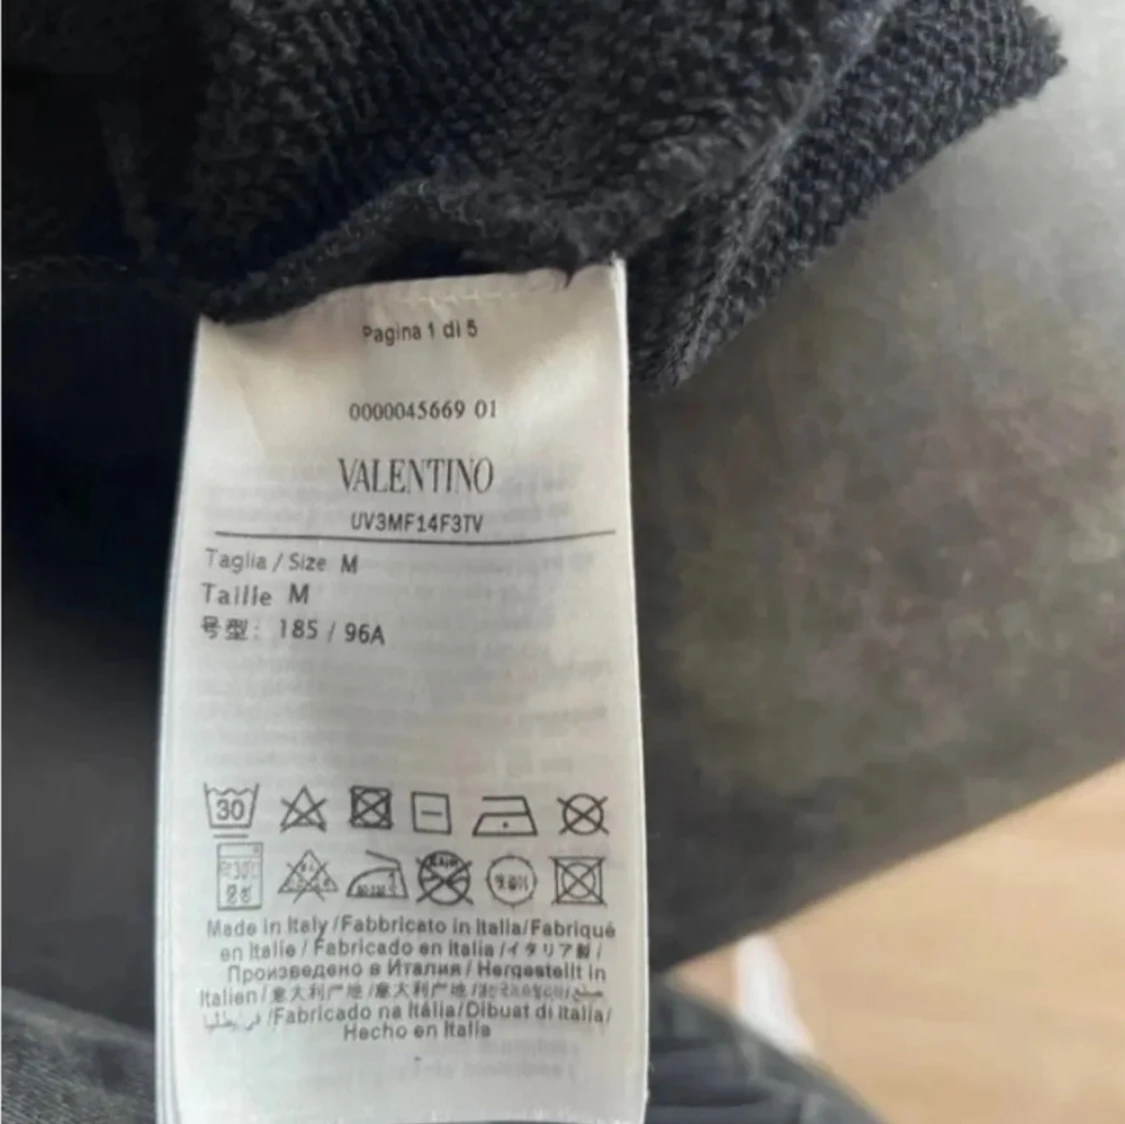 Pagina 1 di 5
0000045669 01
VALENTINO
UV3MF14F3TV
Taglia / Size M
Taille M
号型: 185 / 96A
30
Made in Italy /Fabbricato in Italia/Fabriqué
en Italie / Fabricado en Italia /イタリア製 /
Произведено в Италии / Hergestellt in
Italien / 意大利产地 /意大利产地 /
/Fabricado na Itália/Dibuat di Italia/
Hecho en Italia